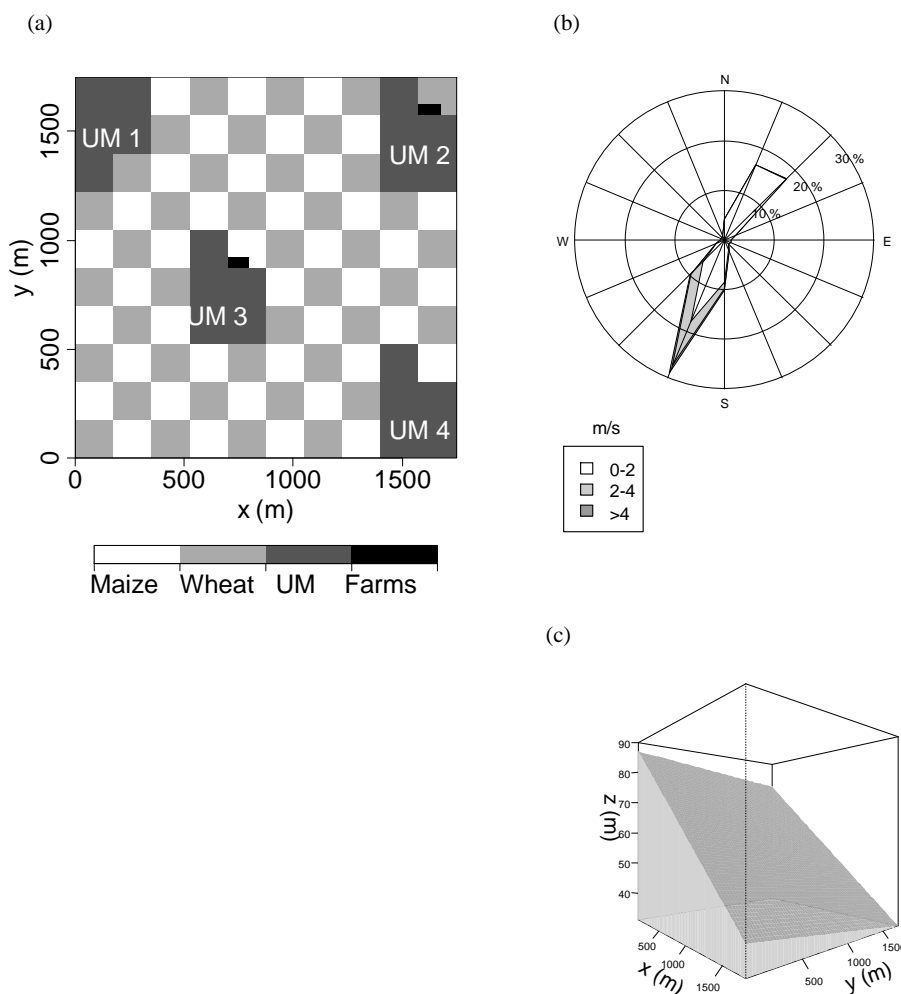 (a)
UM 1
UM 2
UM 3
UM 4
0 500 1000 1500
y (m)
0 500 1000 1500
x (m)
Maize Wheat UM Farms
(b)
N
W
E
S
10 %
20 %
30 %
m/s
0-2
2-4
>4
(c)
90
80
70
60
50
40
z (m)
500 1000 1500
x (m)
500 1000 1500
y (m)